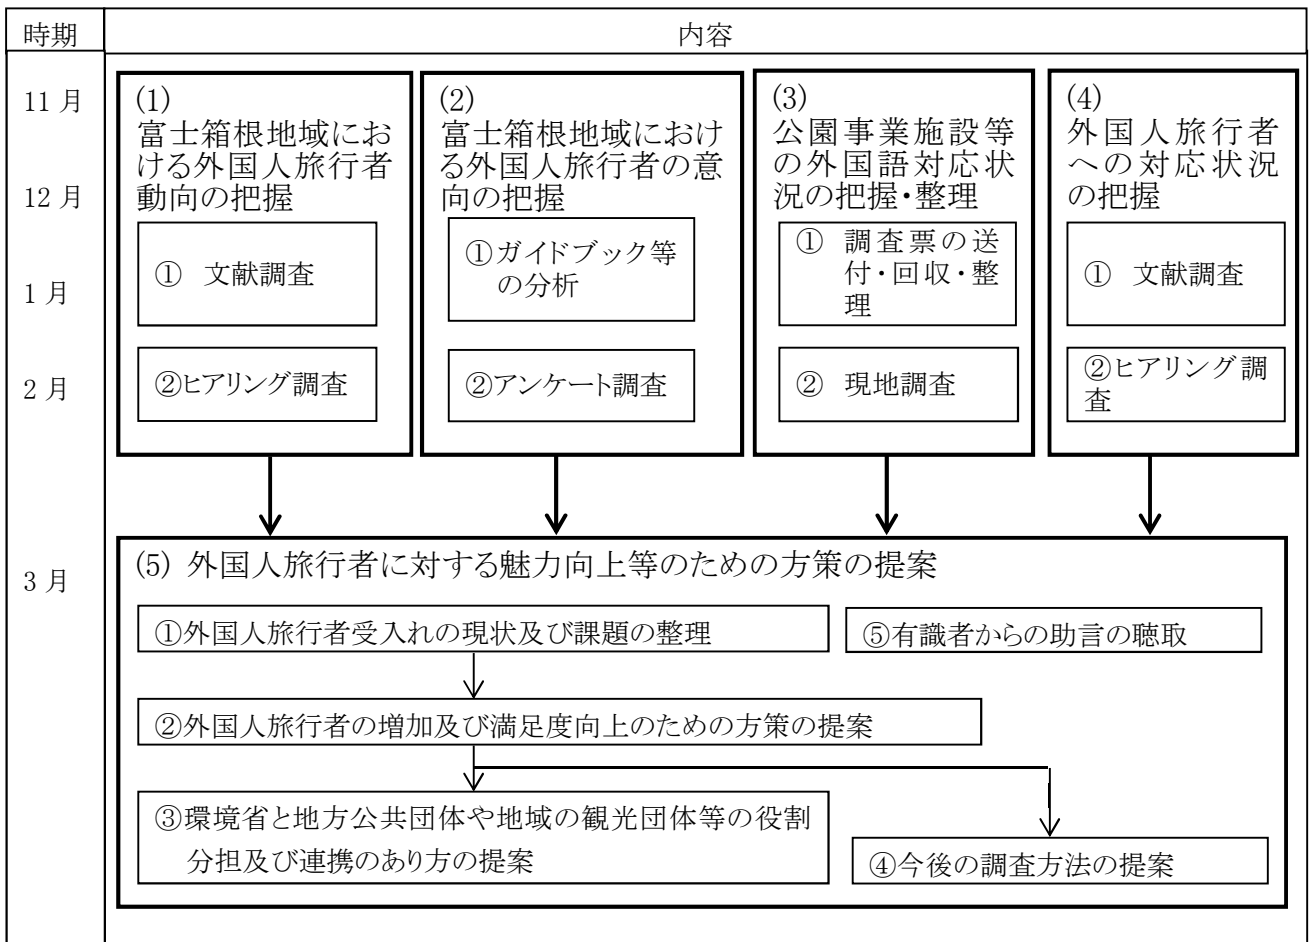 時期
内容
11月
12月
1月
2月
3月
(1)
富士箱根地域にお
ける外国人旅行者
動向の把握
① 文献調査
②ヒアリング調査
(2)
富士箱根地域におけ
る外国人旅行者の意
向の把握
①ガイドブック等
の分析
②アンケート調査
(3)
公園事業施設等
の外国語対応状
況の把握・整理
① 調査票の送
付・回収・整
理
② 現地調査
(4)
外国人旅行者
への対応状況
の把握
① 文献調査
②ヒアリング調
査
(5) 外国人旅行者に対する魅力向上等のための方策の提案
①外国人旅行者受入れの現状及び課題の整理
⑤有識者からの助言の聴取
②外国人旅行者の増加及び満足度向上のための方策の提案
③環境省と地方公共団体や地域の観光団体等の役割
分担及び連携のあり方の提案
④今後の調査方法の提案